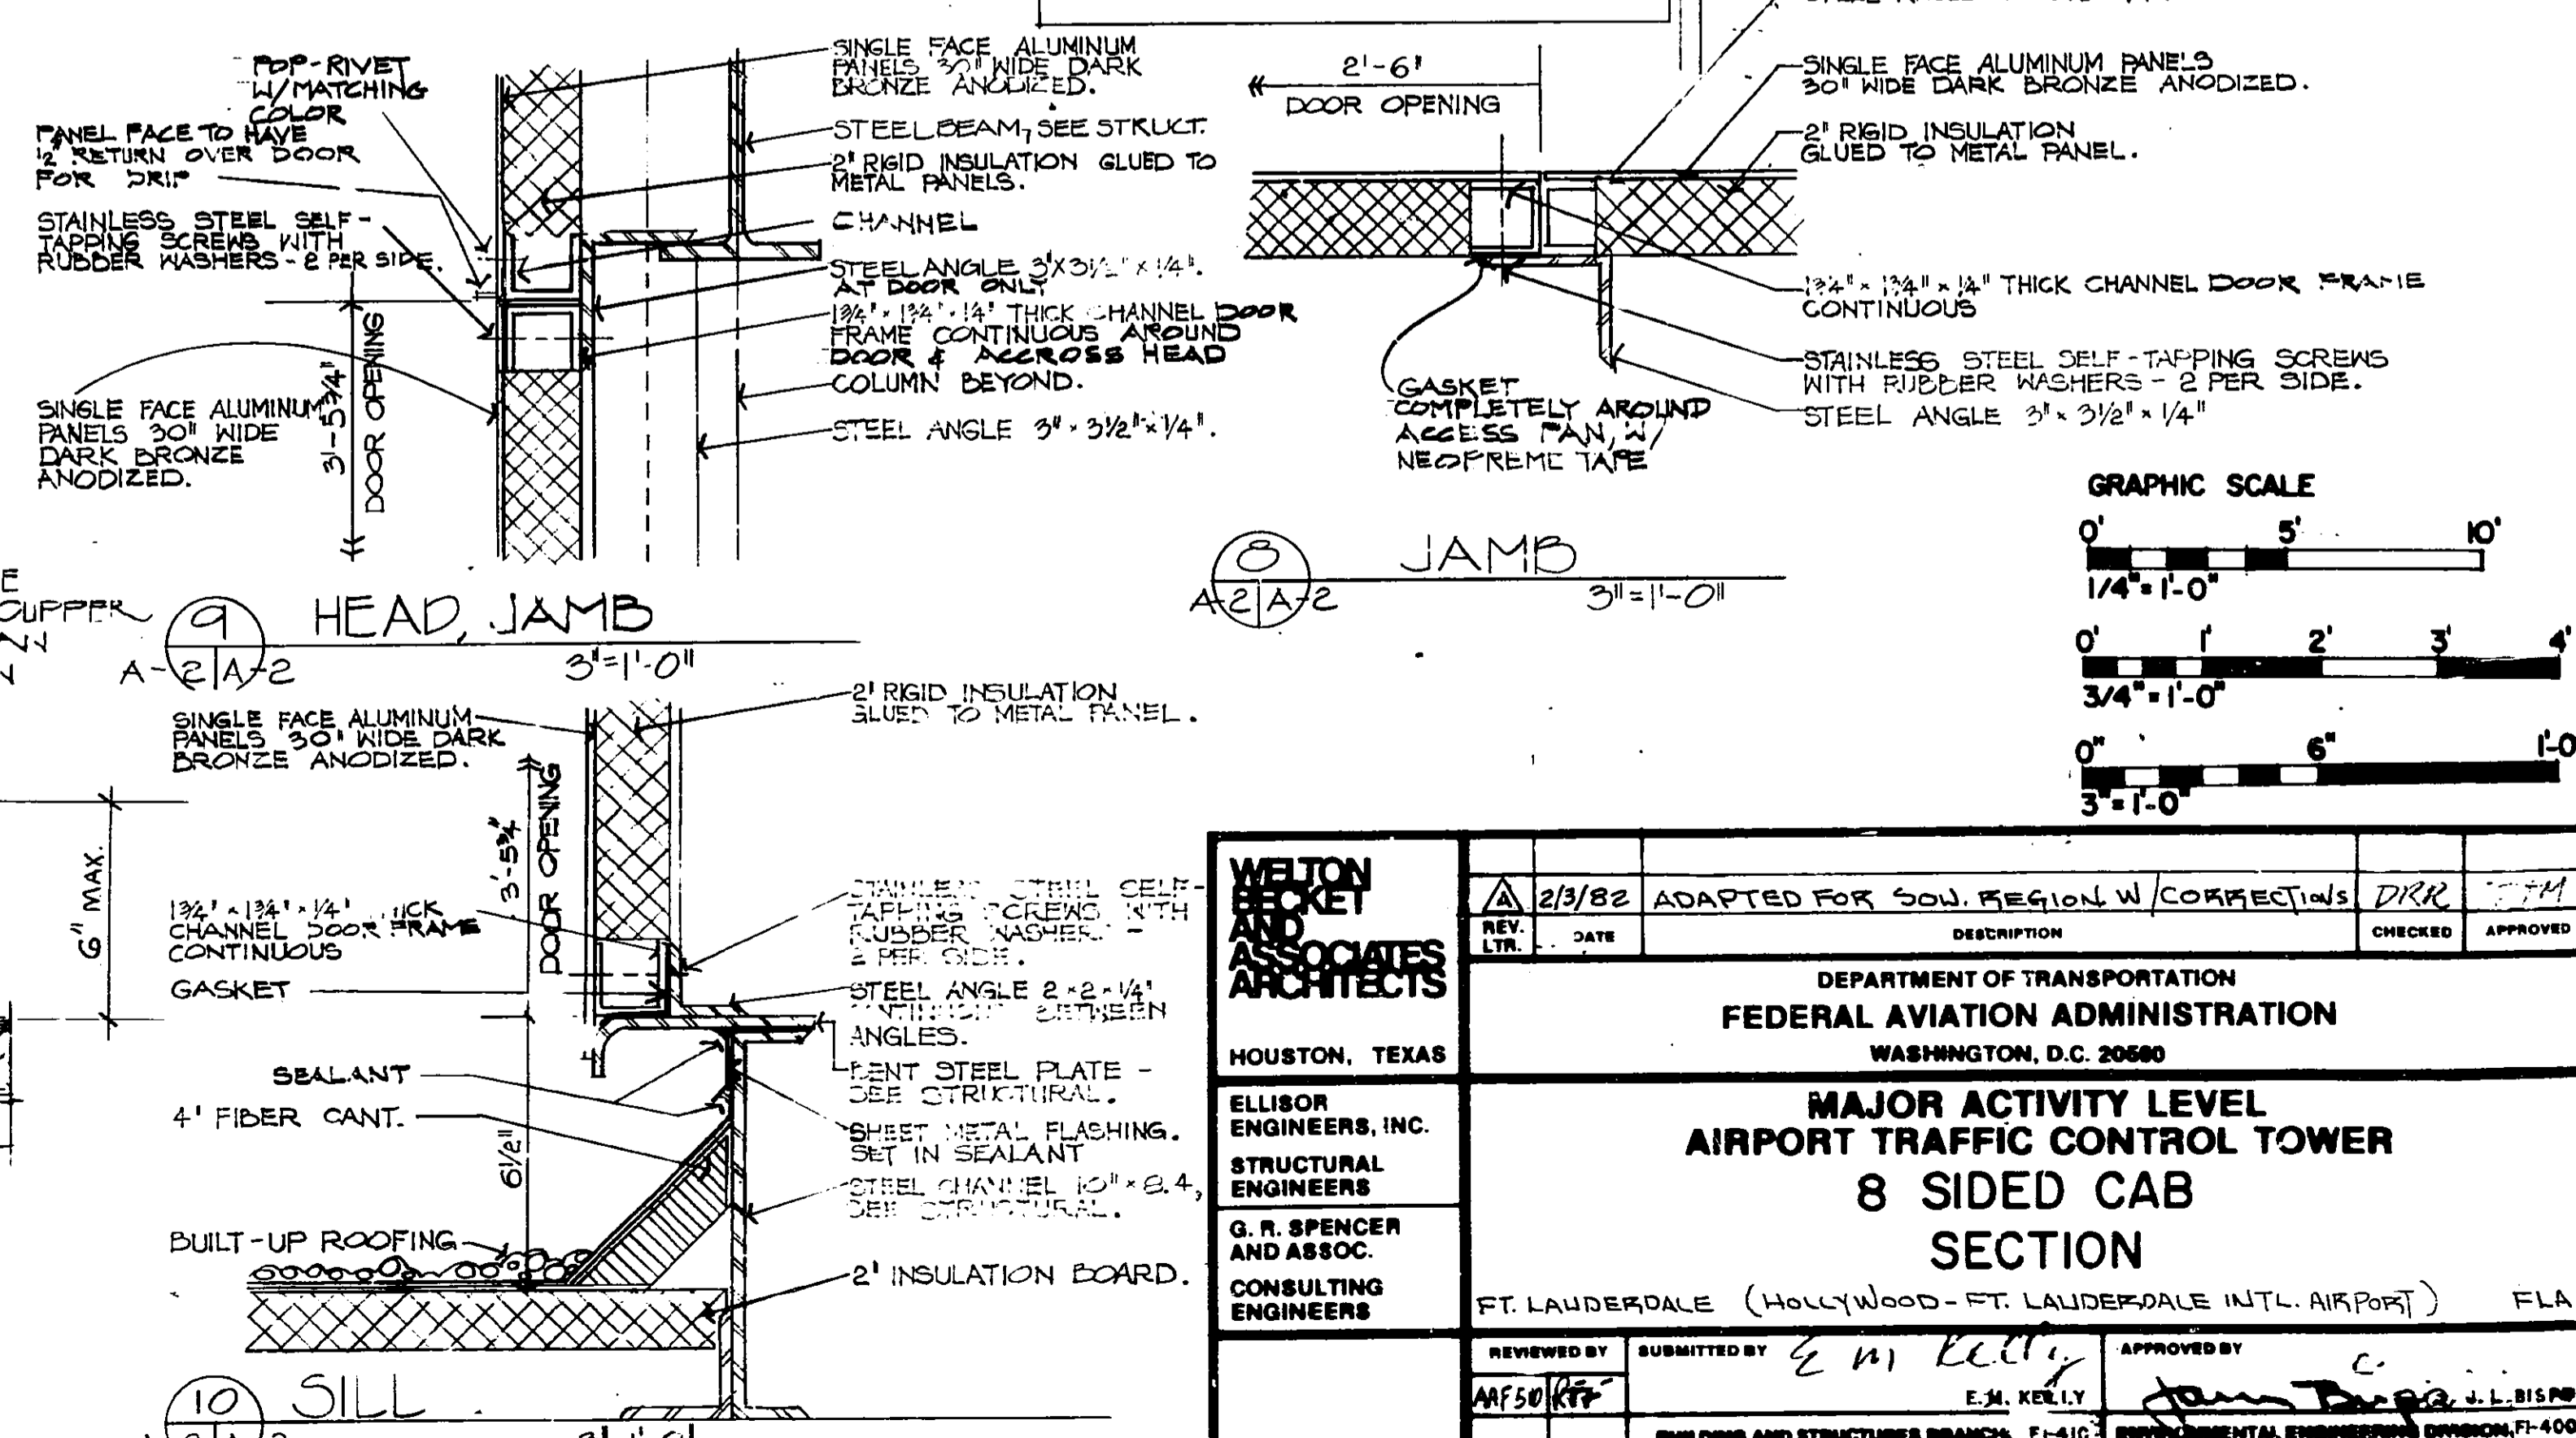 POP-RIVET
W/MATCHING
COLOR
PANEL FACE TO HAVE
1/2" RETURN OVER DOOR
FOR DRIP
STAINLESS STEEL SELF-
TAPPING SCREWS WITH
RUBBER WASHERS - 2 PER SIDE.
3'-5 3/4"
DOOR OPENING
SINGLE FACE ALUMINUM
PANELS 30" WIDE
DARK BRONZE
ANODIZED.
SINGLE FACE ALUMINUM
PANELS 30" WIDE DARK
BRONZE ANODIZED.
STEEL BEAM, SEE STRUCT.
2" RIGID INSULATION GLUED TO
METAL PANELS.
CHANNEL
STEEL ANGLE 3"X3 1/2" x 1/4".
AT DOOR ONLY
1 3/4" x 1 3/4" x 1/4" THICK CHANNEL DOOR
FRAME CONTINUOUS AROUND
DOOR & ACCROSS HEAD
COLUMN BEYOND.
STEEL ANGLE 3" x 3 1/2" x 1/4".
9 HEAD, JAMB
A-2|A-2
3"=1'-0"
2'-6"
DOOR OPENING
SINGLE FACE ALUMINUM PANELS
30" WIDE DARK BRONZE ANODIZED.
2" RIGID INSULATION
GLUED TO METAL PANEL.
1 3/4" x 1 3/4" x 1/4" THICK CHANNEL DOOR FRAME
CONTINUOUS
STAINLESS STEEL SELF-TAPPING SCREWS
WITH RUBBER WASHERS - 2 PER SIDE.
STEEL ANGLE 3" x 3 1/2" x 1/4"
GASKET
COMPLETELY AROUND
ACCESS PAN, W/
NEOPREME TAPE
8 JAMB
A-2|A-2
3"=1'-0"
GRAPHIC SCALE
0' 5' 10'
1/4"=1'-0"
0' 1' 2' 3' 4'
3/4"=1'-0"
0" 6" 1'-0
3"=1'-0"
SINGLE FACE ALUMINUM
PANELS 30" WIDE DARK
BRONZE ANODIZED.
2" RIGID INSULATION
GLUED TO METAL PANEL.
6" MAX.
3'-5 3/4"
DOOR OPENING
1 3/4" x 1 3/4" x 1/4"
CHANNEL DOOR FRAME
CONTINUOUS
GASKET
STAINLESS STEEL SELF-
TAPPING SCREWS WITH
RUBBER WASHER
2 PER SIDE.
STEEL ANGLE 2 x 2 x 1/4"
BETWEEN
ANGLES.
BENT STEEL PLATE -
SEE STRUCTURAL.
SHEET METAL FLASHING.
SET IN SEALANT
STEEL CHANNEL 10" x 8.4,
SEE STRUCTURAL.
2" INSULATION BOARD.
SEALANT
4" FIBER CANT.
6 1/2"
BUILT-UP ROOFING
10 SILL
WELTON
BECKET
AND
ASSOCIATES
ARCHITECTS
HOUSTON, TEXAS
ELLISOR
ENGINEERS, INC.
STRUCTURAL
ENGINEERS
G. R. SPENCER
AND ASSOC.
CONSULTING
ENGINEERS
A 2/3/82 ADAPTED FOR SOW. REGION W/CORRECTIONS DRR
REV. LTR. DATE DESCRIPTION CHECKED APPROVED
DEPARTMENT OF TRANSPORTATION
FEDERAL AVIATION ADMINISTRATION
WASHINGTON, D.C.
MAJOR ACTIVITY LEVEL
AIRPORT TRAFFIC CONTROL TOWER
8 SIDED CAB
SECTION
FT. LAUDERDALE (HOLLYWOOD-FT. LAUDERDALE INTL. AIRPORT) FLA
REVIEWED BY SUBMITTED BY APPROVED BY
AAF510
E.M. KELLY